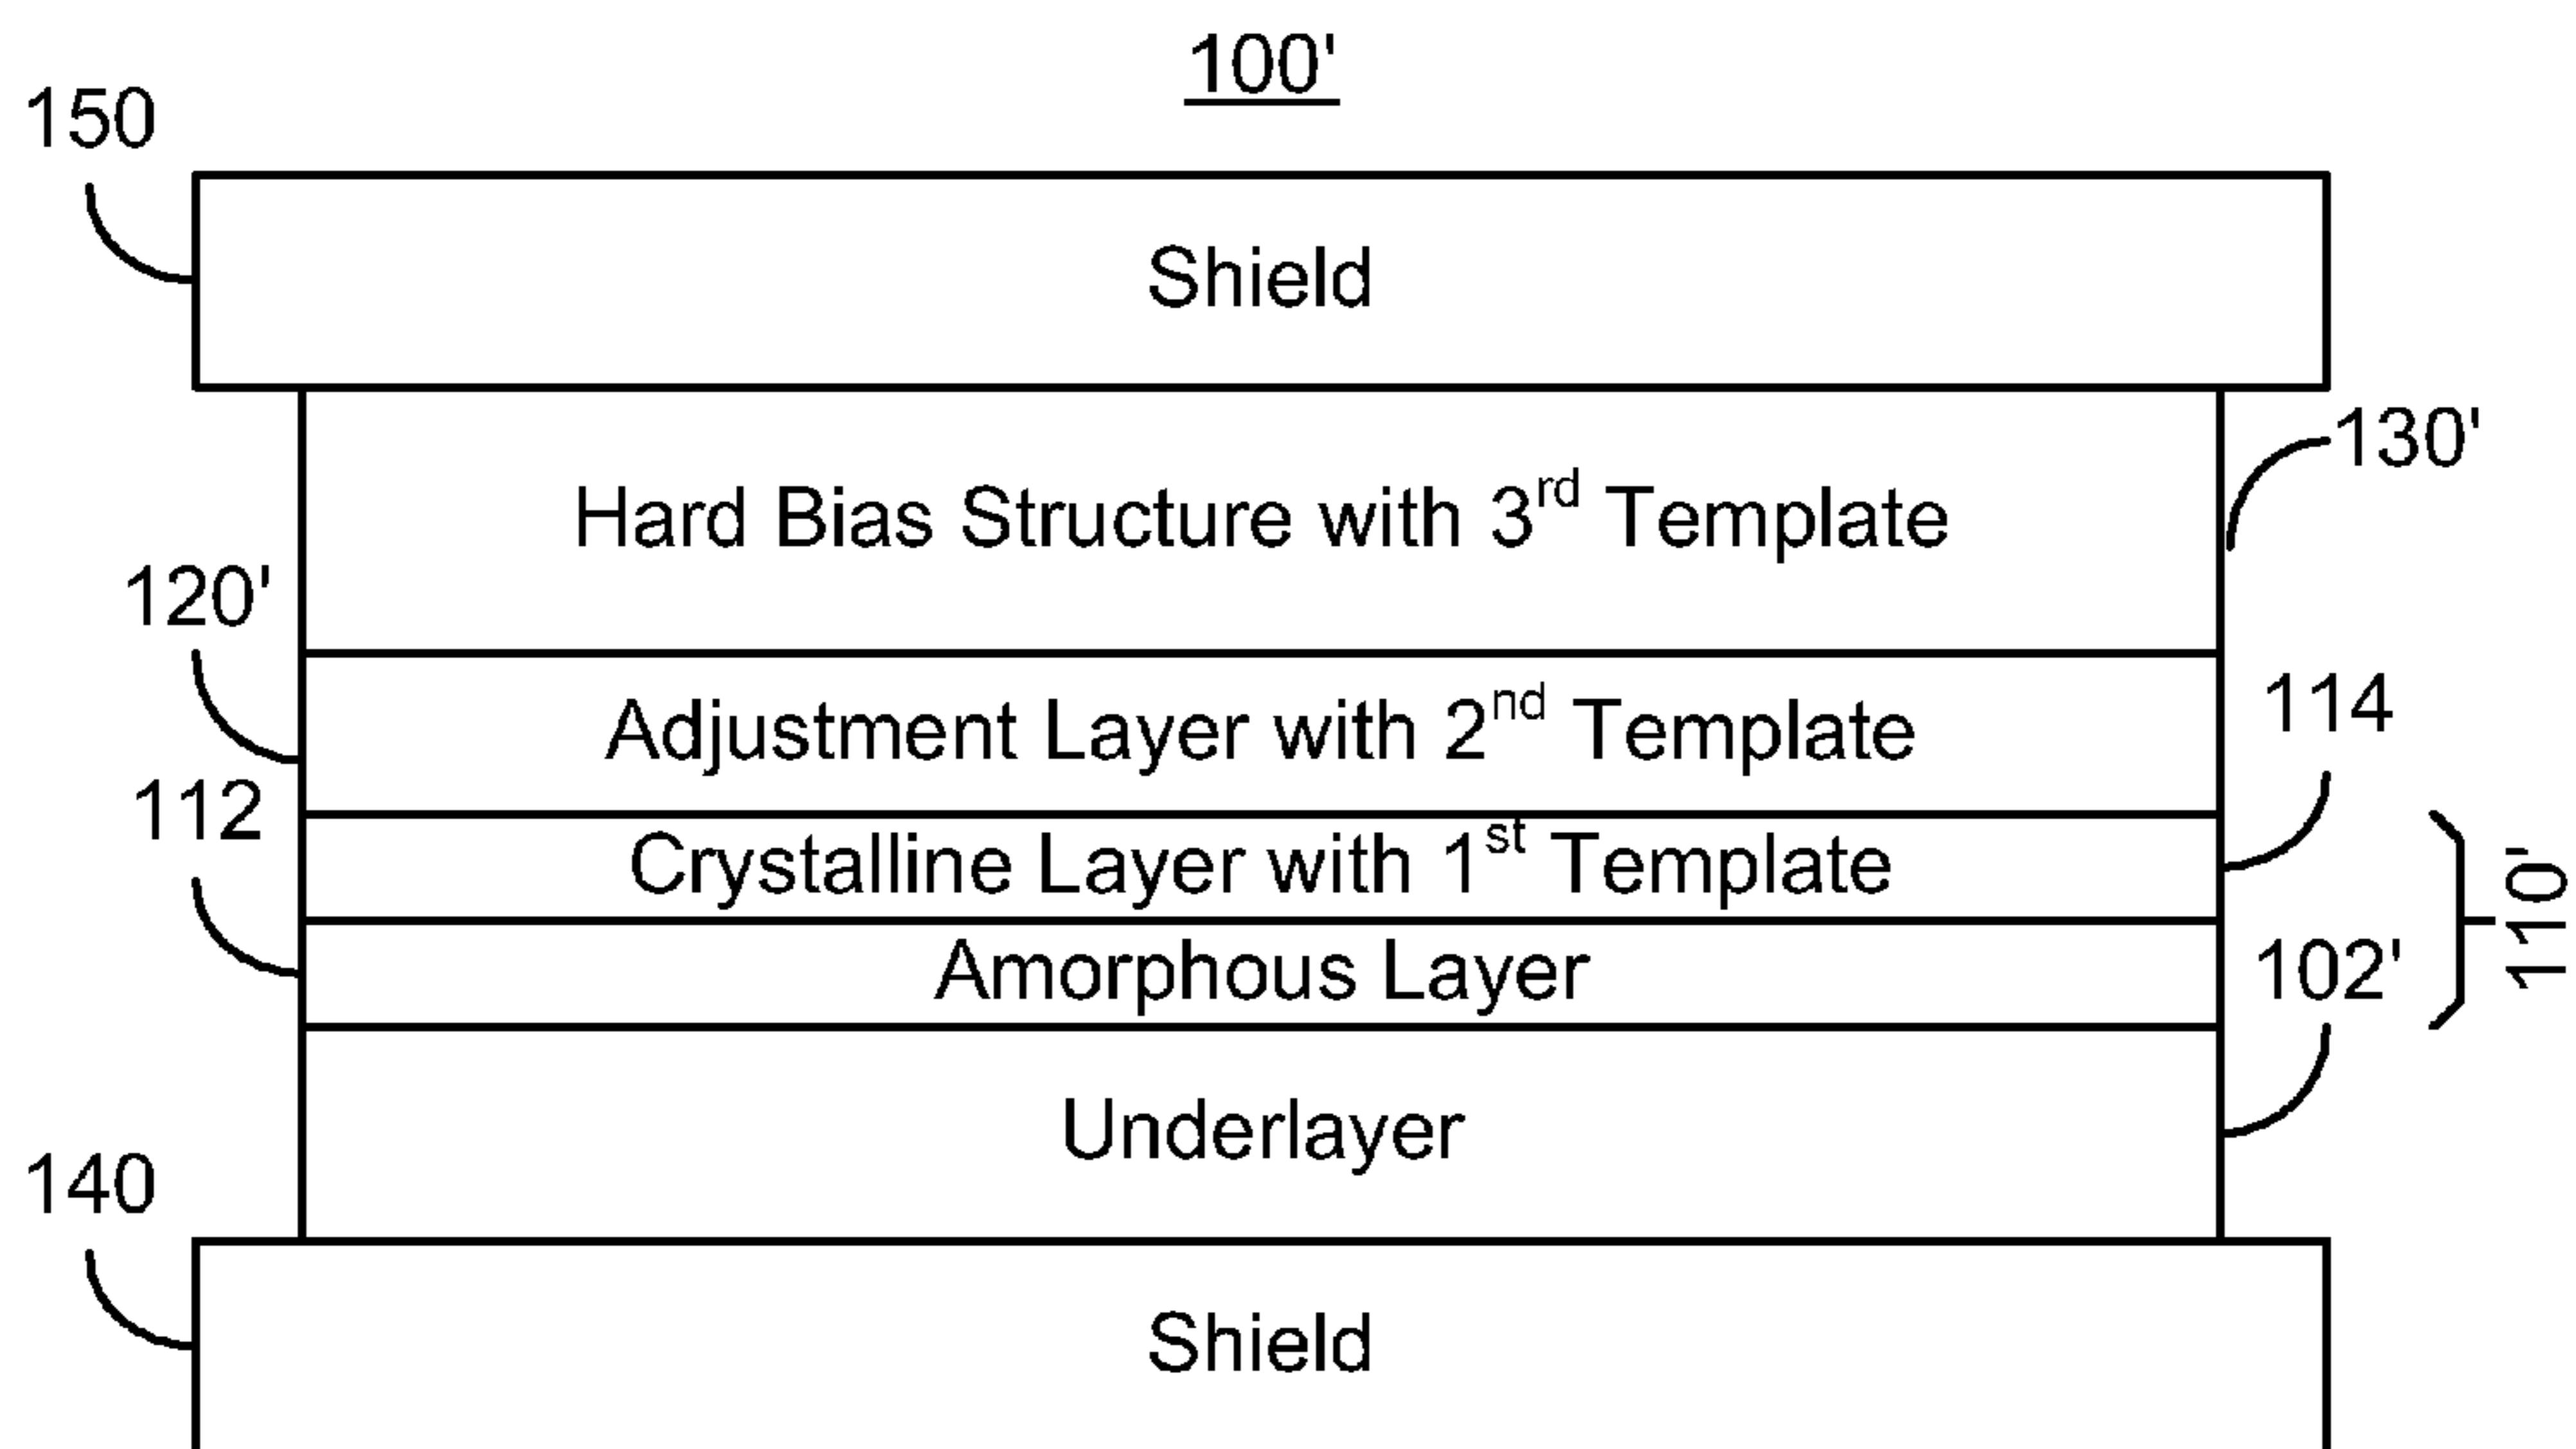 100'
150
Shield
130'
Hard Bias Structure with 3rd Template
120'
Adjustment Layer with 2nd Template
114
112
Crystalline Layer with 1st Template
110'
Amorphous Layer
102'
Underlayer
140
Shield